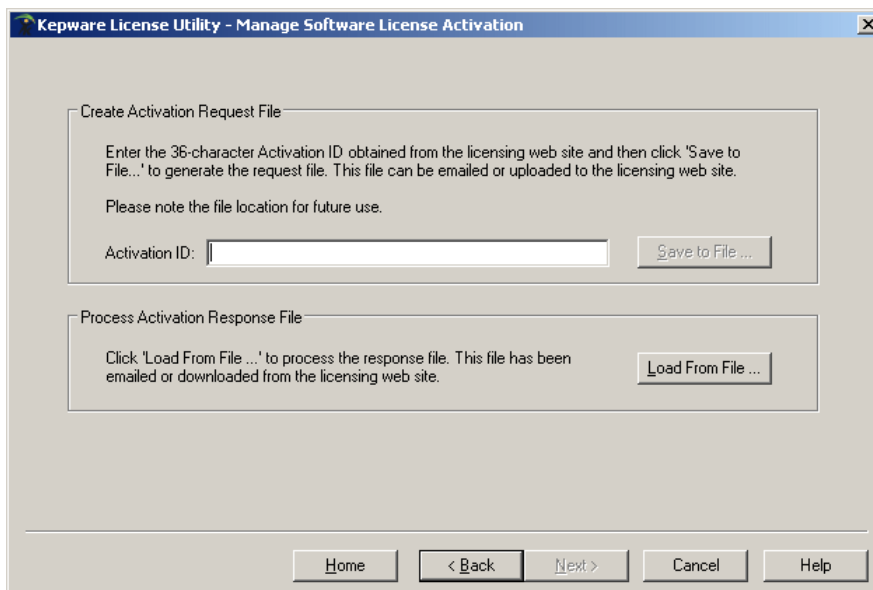 Kepware License Utility - Manage Software License Activation
Create Activation Request File
Enter the 36-character Activation ID obtained from the licensing web site and then click 'Save to
File...' to generate the request file. This file can be emailed or uploaded to the licensing web site.
Please note the file location for future use.
Activation ID:
Save to File ...
Process Activation Response File
Click 'Load From File ...' to process the response file. This file has been
emailed or downloaded from the licensing web site.
Load From File ...
Home
< Back
Next >
Cancel
Help